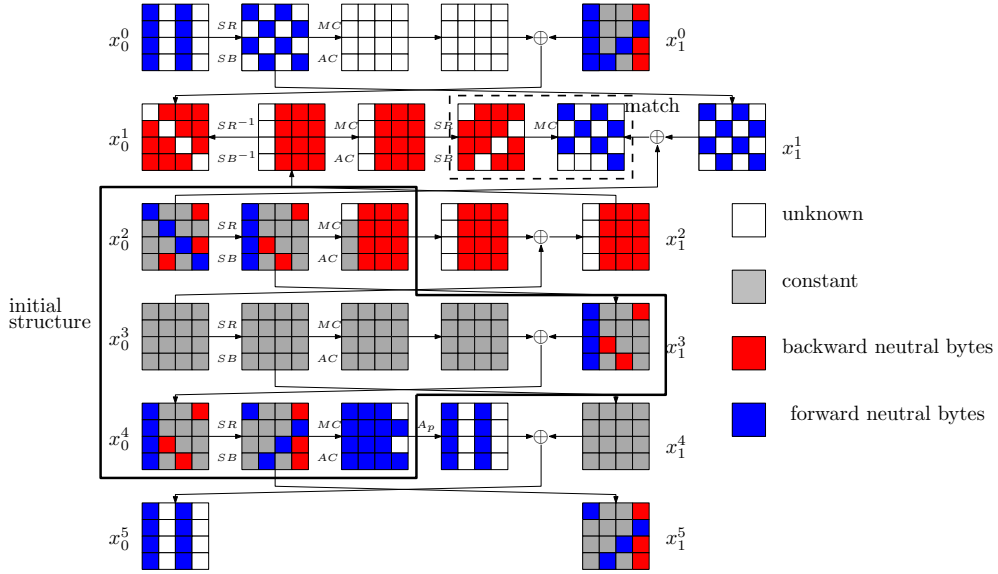 SR MC
$x_0^0$ $x_1^0$
SB AC
match
$SR^{-1}$ MC SR MC
$x_0^1$ $x_1^1$
$SB^{-1}$ AC SB
SR MC
$x_0^2$ $x_1^2$
SB AC
unknown
constant
initial
structure
SR MC
$x_0^3$ $x_1^3$
SB AC
backward neutral bytes
forward neutral bytes
SR MC $A_p$
$x_0^4$ $x_1^4$
SB AC
$x_0^5$ $x_1^5$